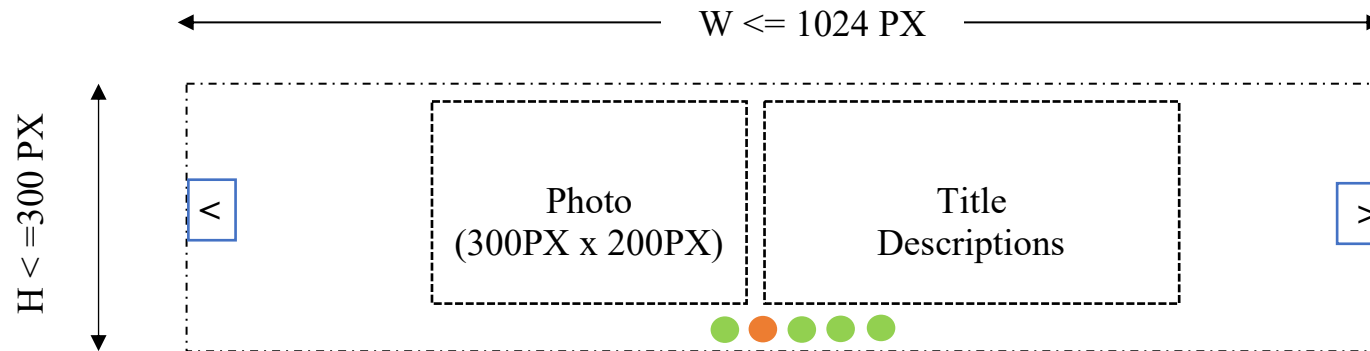 W <= 1024 PX
H < =300 PX
<
Photo
(300PX x 200PX)
Title
Descriptions
>